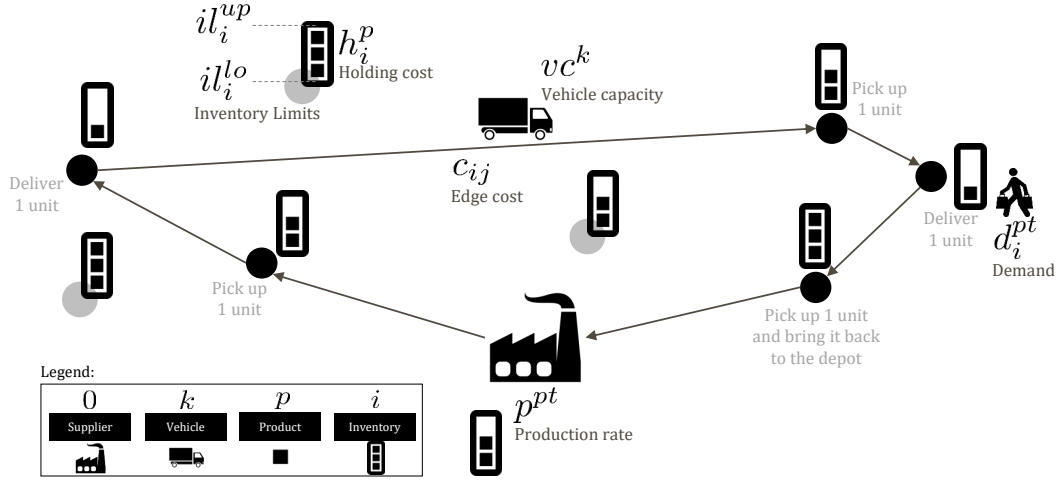 il_i^{up}
h_i^p
Holding cost
il_i^{lo}
Inventory Limits
vc^k
Vehicle capacity
Pick up
1 unit
c_{ij}
Edge cost
Deliver
1 unit
Deliver
1 unit
d_i^{pt}
Demand
Pick up
1 unit
Pick up 1 unit
and bring it back
to the depot
p^{pt}
Production rate
Legend:
0 k p i
Supplier Vehicle Product Inventory